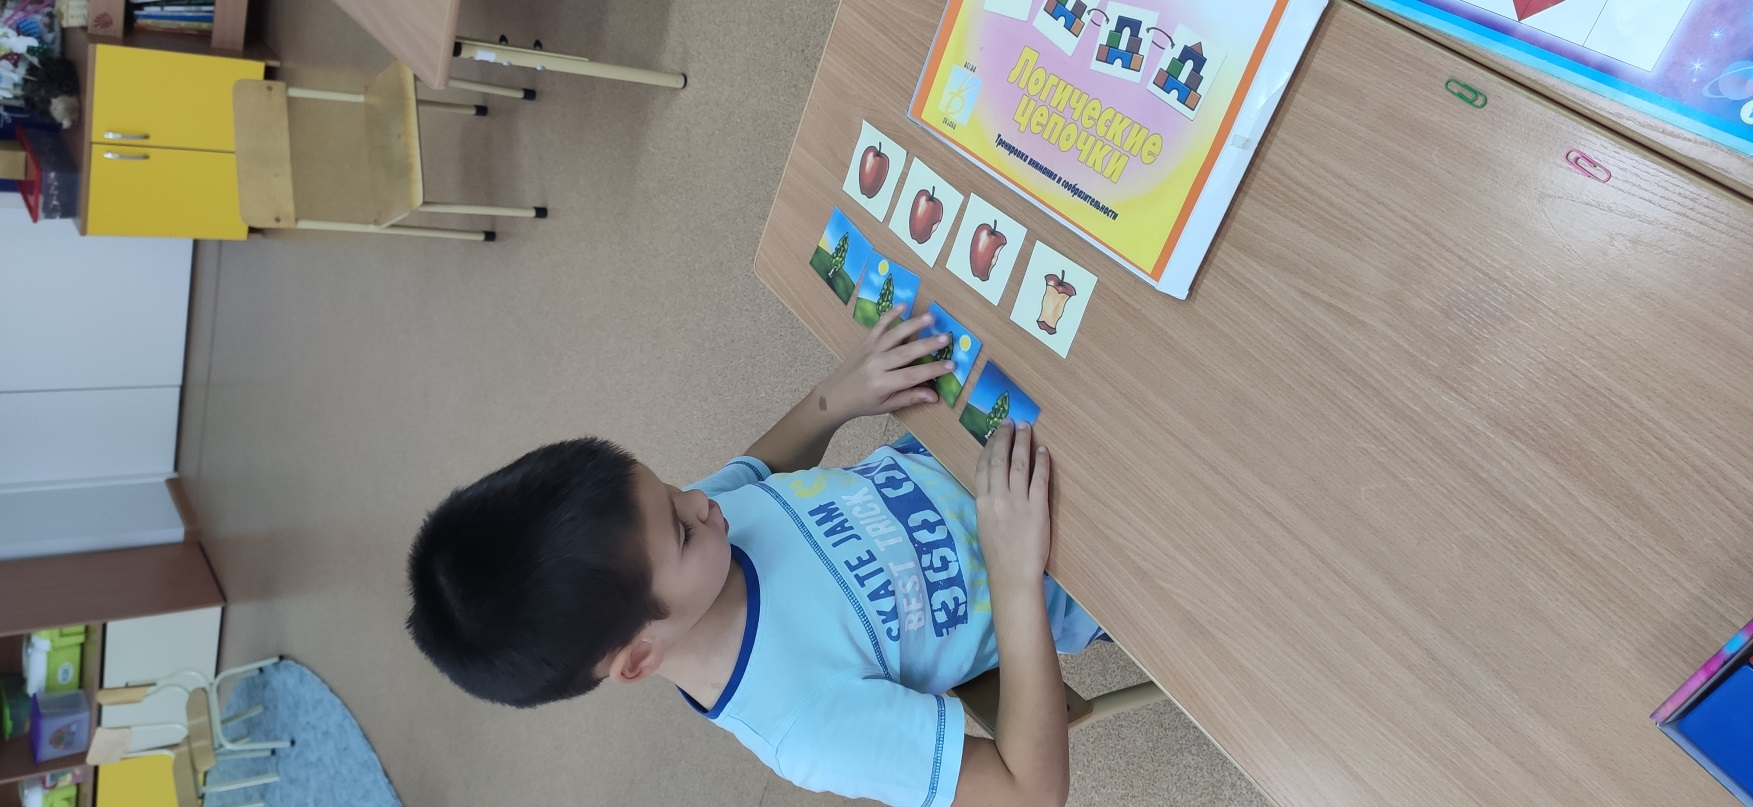 Логические
цепочки
Тренировка внимания и сообразительности
SKATE JAM
BEST TRICK